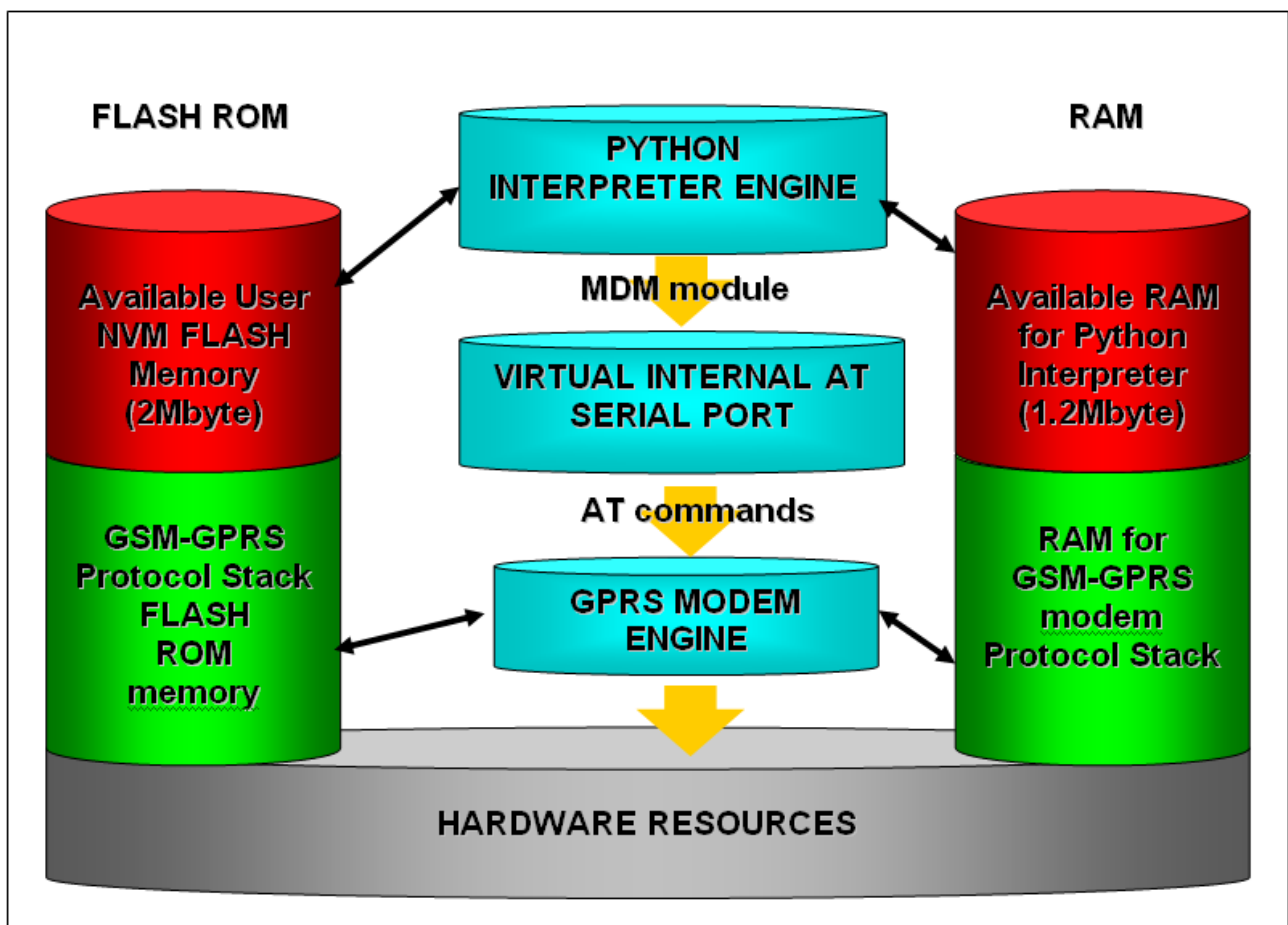 FLASH ROM
PYTHON
INTERPRETER ENGINE
RAM
Available User
NVM FLASH
Memory
(2Mbyte)
MDM module
Available RAM
for Python
Interpreter
(1.2Mbyte)
VIRTUAL INTERNAL AT
SERIAL PORT
AT commands
GSM-GPRS
Protocol Stack
FLASH
ROM
memory
GPRS MODEM
ENGINE
RAM for
GSM-GPRS
modem
Protocol Stack
HARDWARE RESOURCES